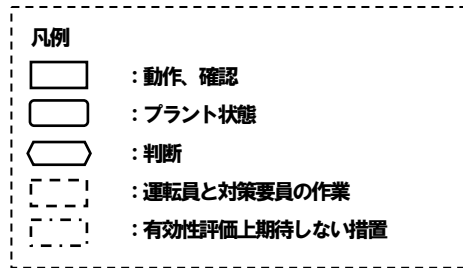 凡例
：動作、確認
：プラント状態
：判断
：運転員と対策要員の作業
：有効性評価上期待しない措置